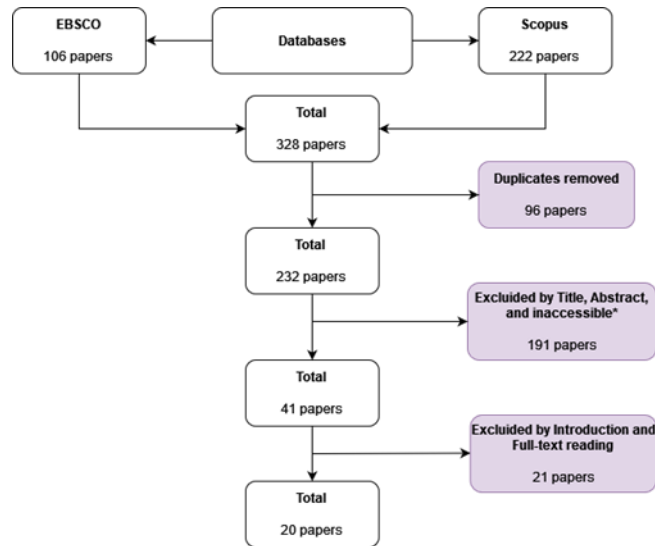 EBSCO
106 papers
Databases
Scopus
222 papers
Total
328 papers
Duplicates removed
96 papers
Total
232 papers
Excluided by Title, Abstract,
and inaccessible*
191 papers
Total
41 papers
Excluided by Introduction and
Full-text reading
21 papers
Total
20 papers